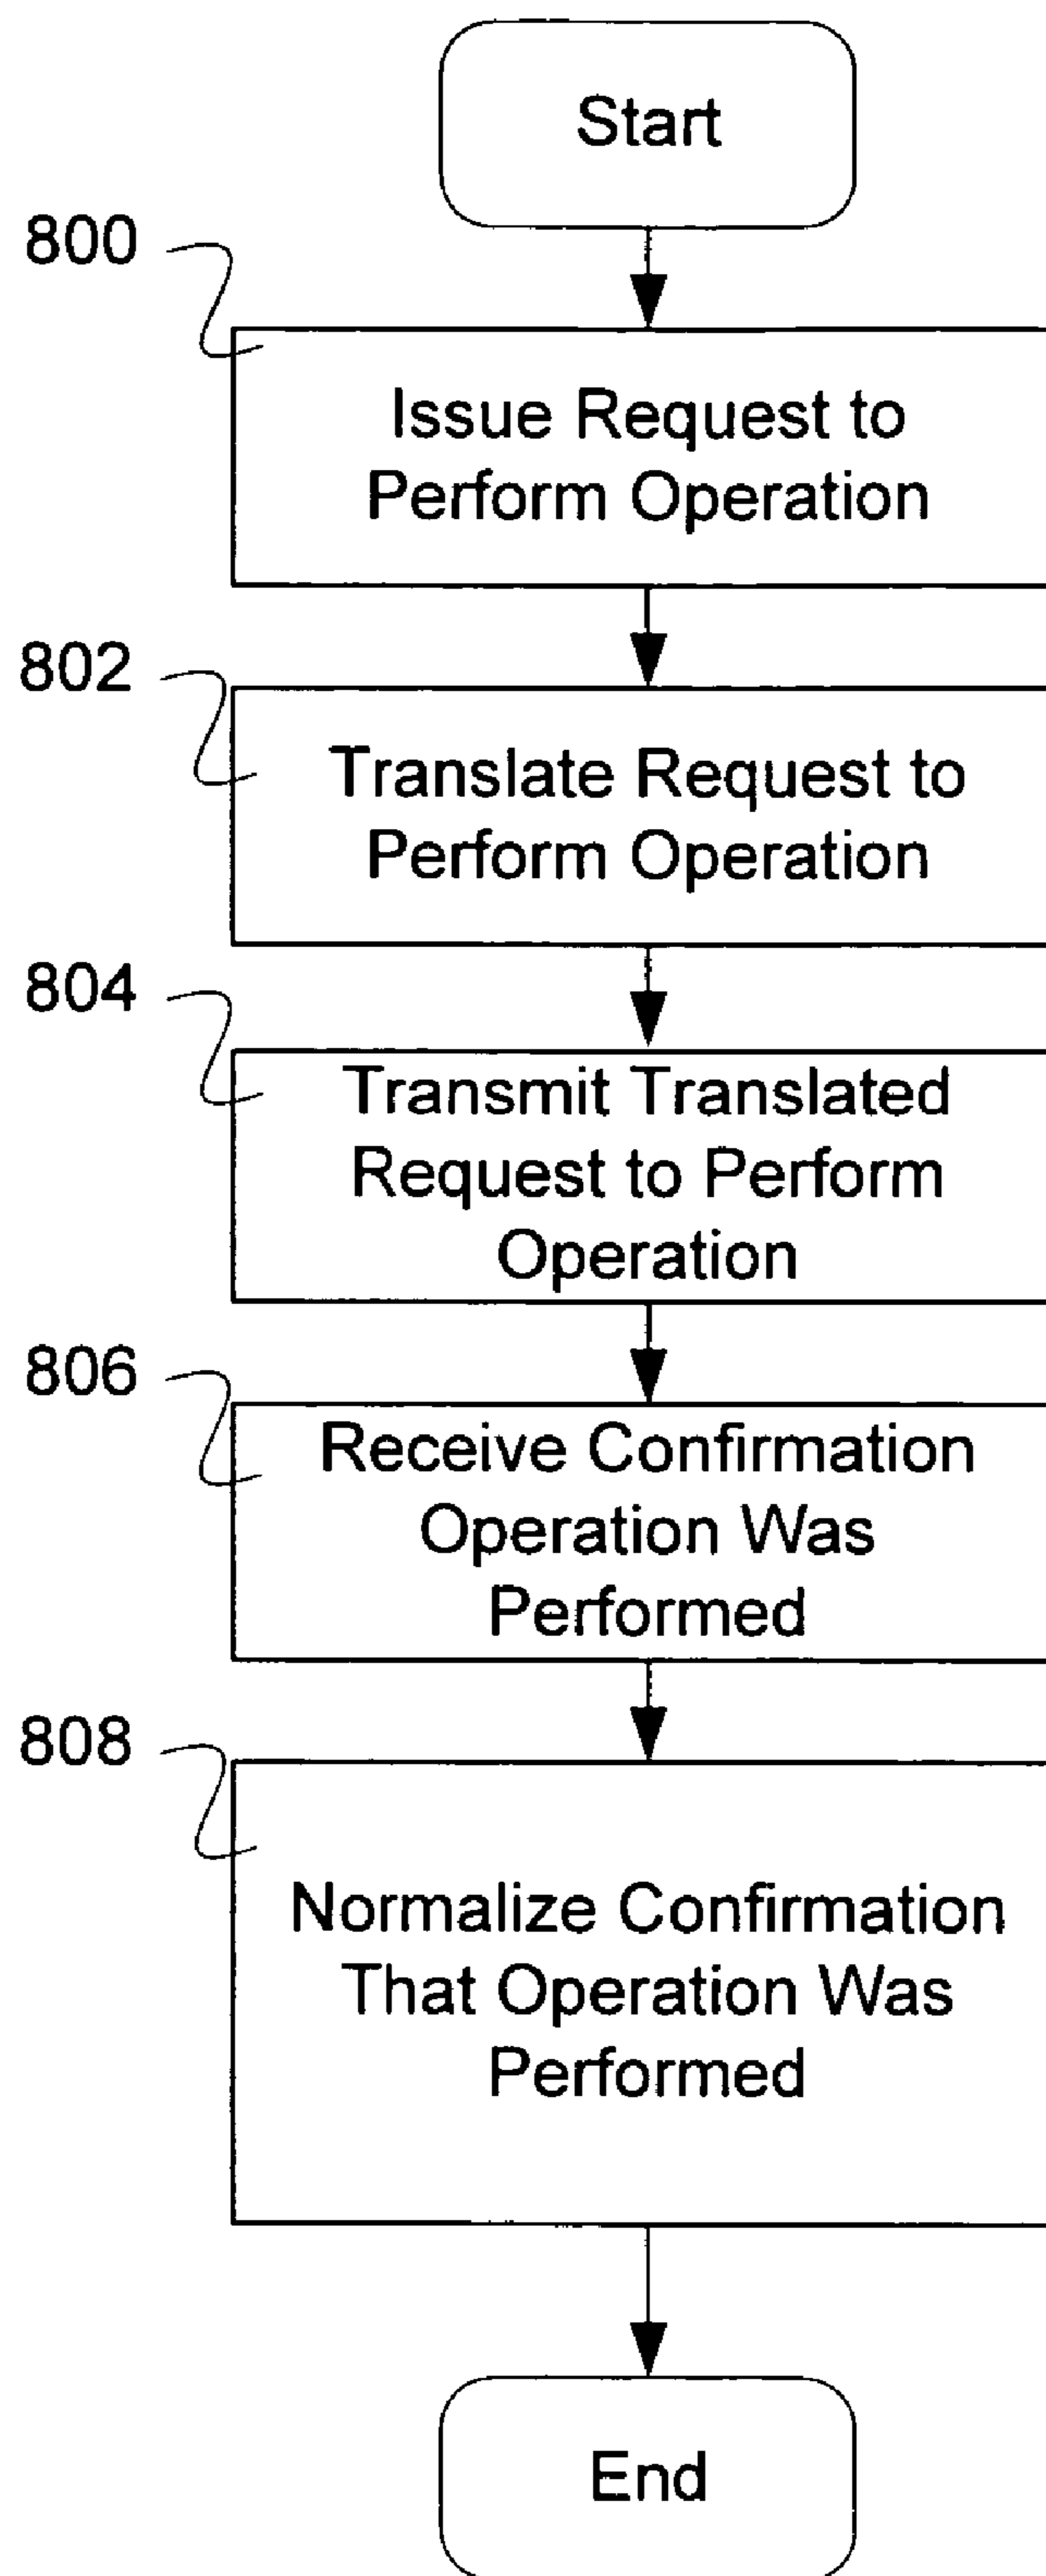 Start
800
Issue Request to
Perform Operation
802
Translate Request to
Perform Operation
804
Transmit Translated
Request to Perform
Operation
806
Receive Confirmation
Operation Was
Performed
808
Normalize Confirmation
That Operation Was
Performed
End